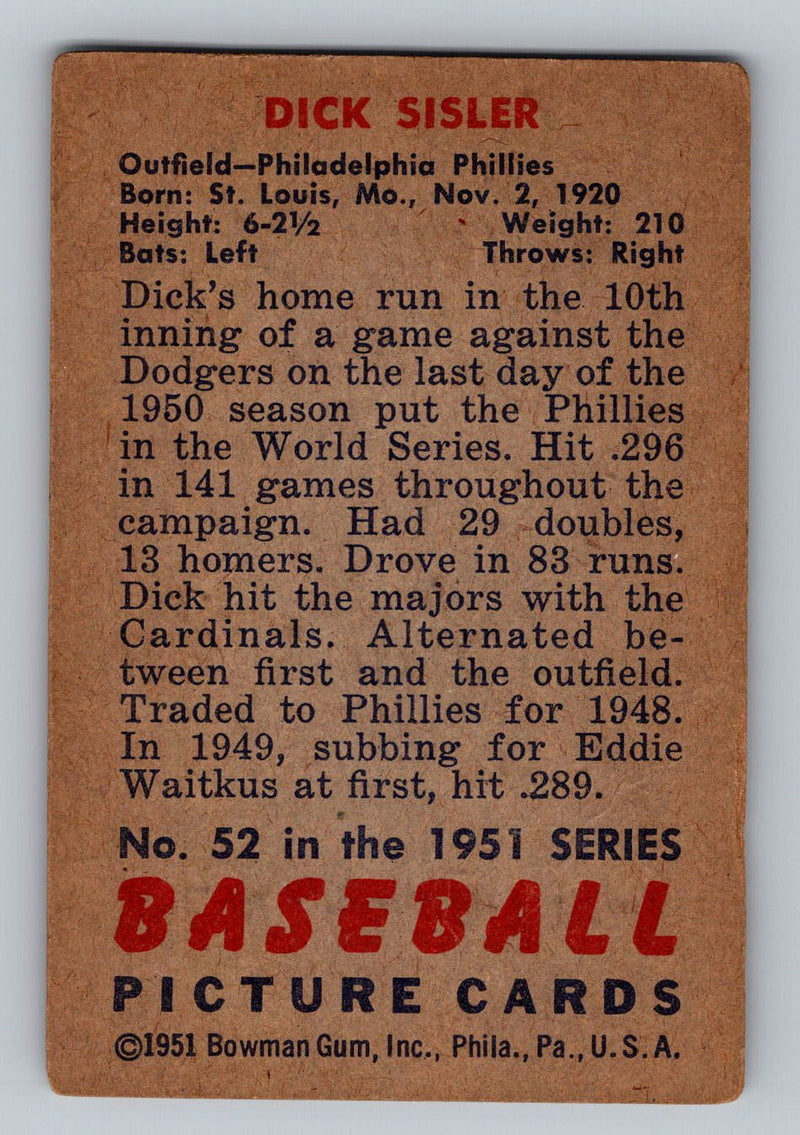 DICK SISLER
Outfield—Philadelphia Phillies
Born: St. Louis, Mo., Nov. 2, 1920
Height: 6-2½ Weight: 210
Bats: Left Throws: Right
Dick's home run in the 10th
inning of a game against the
Dodgers on the last day of the
1950 season put the Phillies
in the World Series. Hit .296
in 141 games throughout the
campaign. Had 29 doubles,
13 homers. Drove in 83 runs.
Dick hit the majors with the
Cardinals. Alternated be-
tween first and the outfield.
Traded to Phillies for 1948.
In 1949, subbing for Eddie
Waitkus at first, hit .289.
No. 52 in the 1951 SERIES
BASEBALL
PICTURE CARDS
©1951 Bowman Gum, Inc., Phila., Pa., U.S.A.